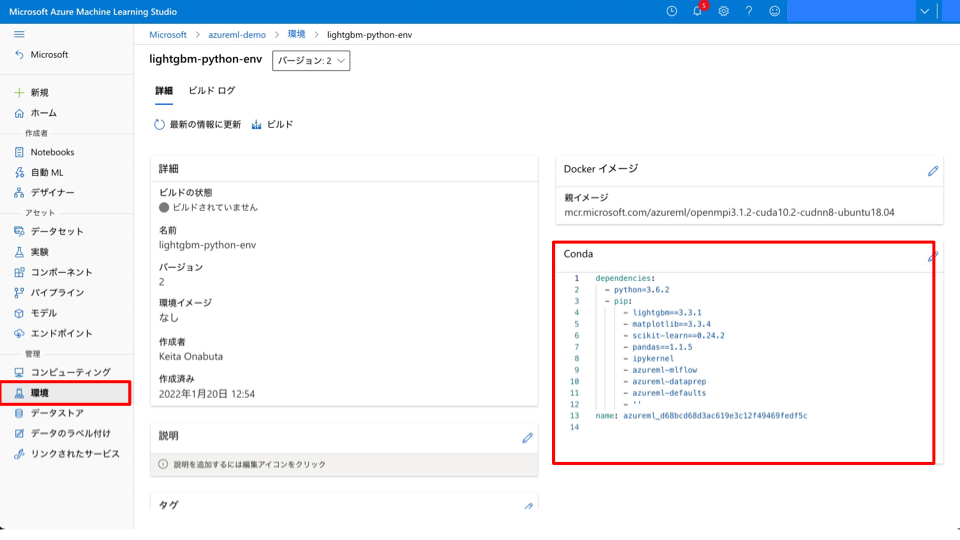 Microsoft Azure Machine Learning Studio
5
Microsoft
新規
ホーム
作成者
Notebooks
自動 ML
デザイナー
アセット
データセット
実験
コンポーネント
パイプライン
モデル
エンドポイント
管理
コンピューティング
環境
データストア
データのラベル付け
リンクされたサービス
Microsoft > azureml-demo > 環境 > lightgbm-python-env
lightgbm-python-env バージョン: 2
詳細 ビルド ログ
最新の情報に更新 ビルド
詳細
ビルドの状態
ビルドされていません
名前
lightgbm-python-env
バージョン
2
環境イメージ
なし
作成者
Keita Onabuta
作成済み
2022年1月20日 12:54
説明
説明を追加するには編集アイコンをクリック
タグ
Docker イメージ
親イメージ
mcr.microsoft.com/azureml/openmpi3.1.2-cuda10.2-cudnn8-ubuntu18.04
Conda
1 dependencies:
2 - python=3.6.2
3 - pip:
4 - lightgbm==3.3.1
5 - matplotlib==3.3.4
6 - scikit-learn==0.24.2
7 - pandas==1.1.5
8 - ipykernel
9 - azureml-mlflow
10 - azureml-dataprep
11 - azureml-defaults
12 - ''
13 name: azureml_d68bcd68d3ac619e3c12f49469fedf5c
14